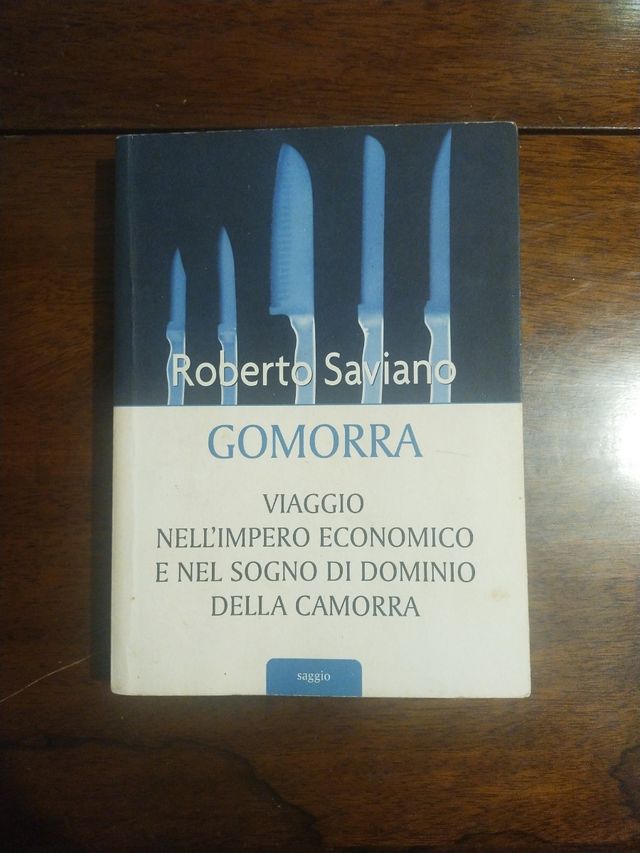 Roberto Saviano
GOMORRA
VIAGGIO
NELL'IMPERO ECONOMICO
E NEL SOGNO DI DOMINIO
DELLA CAMORRA
saggio